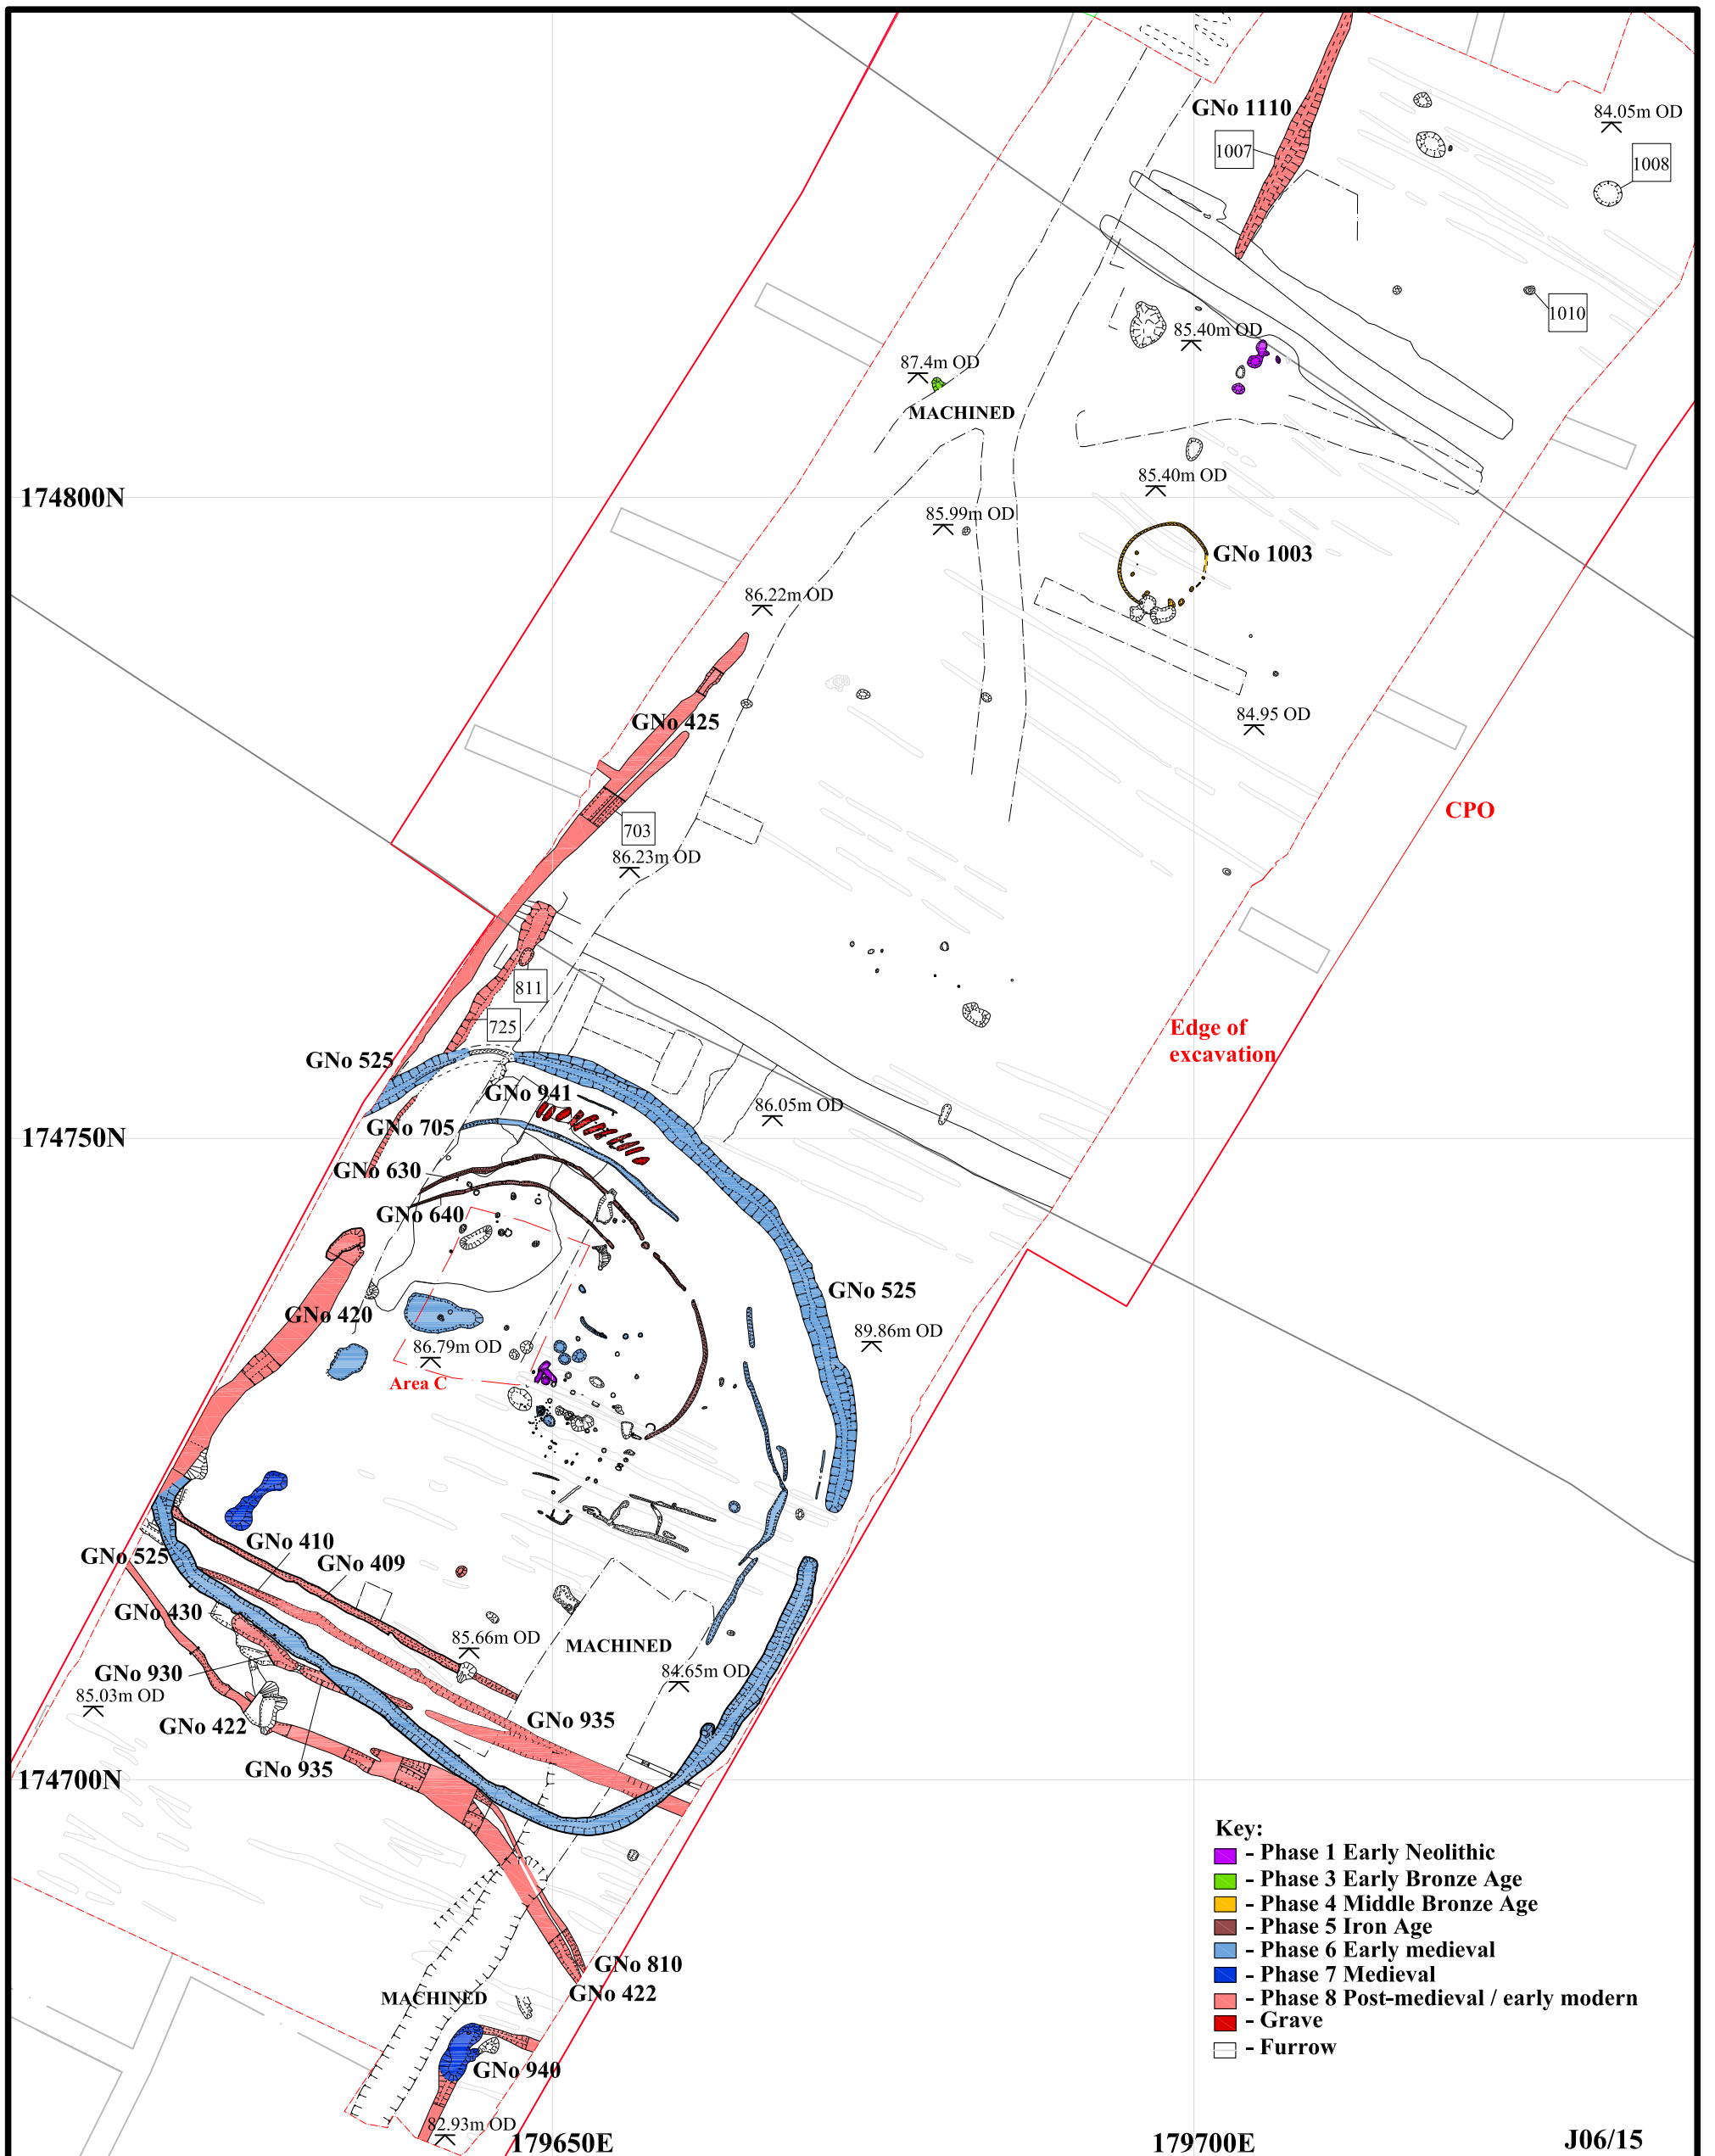 GNo 1110
84.05m OD
1007
1008
1010
85.40m OD
87.4m OD
MACHINED
85.40m OD
174800N
85.99m OD
GNo 1003
86.22m OD
84.95 OD
GNo 425
CPO
703
86.23m OD
811
725
Edge of
excavation
GNo 525
GNo 941
86.05m OD
GNo 705
174750N
GNo 630
GNo 640
GNo 525
GNo 420
89.86m OD
86.79m OD
Area C
GNo 410
GNo 525
GNo 409
GNo 430
85.66m OD
MACHINED
GNo 930
84.65m OD
85.03m OD
GNo 422
GNo 935
GNo 935
174700N
Key:
- Phase 1 Early Neolithic
- Phase 3 Early Bronze Age
- Phase 4 Middle Bronze Age
- Phase 5 Iron Age
- Phase 6 Early medieval
- Phase 7 Medieval
- Phase 8 Post-medieval / early modern
- Grave
- Furrow
GNo 810
GNo 422
MACHINED
GNo 940
82.93m OD
179650E
179700E
J06/15